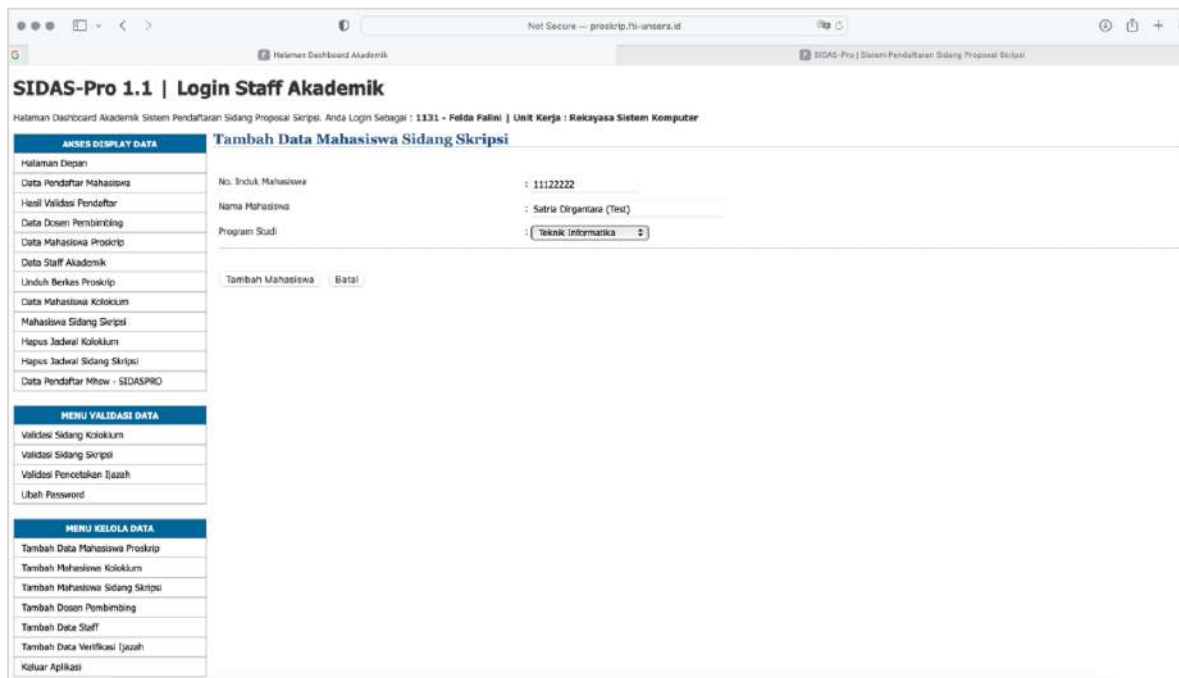 Not Secure — proskrip.fti-unsera.id
G
Halaman Dashboard Akademik
SIDAS-Pro | Sistem Pendaftaran Sidang Proposal Skripsi
SIDAS-Pro 1.1 | Login Staff Akademik
Halaman Dashboard Akademik Sistem Pendaftaran Sidang Proposal Skripsi. Anda Login Sebagai : 1131 - Felda Falini | Unit Kerja : Rekayasa Sistem Komputer
AKSES DISPLAY DATA
Halaman Depan
Data Pendaftar Mahasiswa
Hasil Validasi Pendaftar
Data Dosen Pembimbing
Data Mahasiswa Proskrip
Data Staff Akademik
Unduh Berkas Proskrip
Data Mahasiswa Kolokium
Mahasiswa Sidang Skripsi
Hapus Jadwal Kolokium
Hapus Jadwal Sidang Skripsi
Data Pendaftar Mhsw - SIDASPRO
MENU VALIDASI DATA
Validasi Sidang Kolokium
Validasi Sidang Skripsi
Validasi Pencetakan Ijazah
Ubah Password
MENU KELOLA DATA
Tambah Data Mahasiswa Proskrip
Tambah Mahasiswa Kolokium
Tambah Mahasiswa Sidang Skripsi
Tambah Dosen Pembimbing
Tambah Data Staff
Tambah Data Verifikasi Ijazah
Keluar Aplikasi
Tambah Data Mahasiswa Sidang Skripsi
No. Induk Mahasiswa : 11122222
Nama Mahasiswa : Satria Dirgantara (Test)
Program Studi : Teknik Informatika
Tambah Mahasiswa Batal